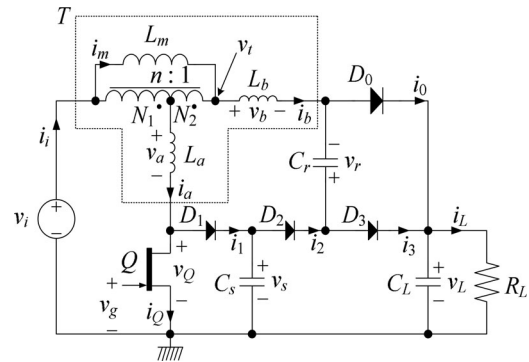 T
L_m
i_m
n : 1
v_t
L_b
D_0
i_0
N_1
N_2
+ v_b −
i_b
i_i
+
v_a
−
L_a
C_r
−
v_r
+
i_a
v_i
+
−
D_1
i_1
D_2
i_2
D_3
i_3
i_L
Q
+
v_Q
−
C_s
+
v_s
−
C_L
+
v_L
−
R_L
+
v_g
−
i_Q